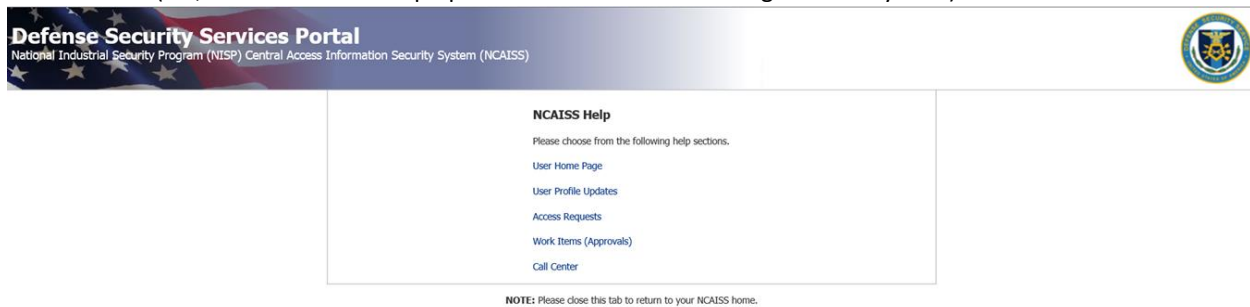 Defense Security Services Portal
National Industrial Security Program (NISP) Central Access Information Security System (NCAISS)
NCAISS Help
Please choose from the following help sections.
User Home Page
User Profile Updates
Access Requests
Work Items (Approvals)
Call Center
NOTE: Please close this tab to return to your NCAISS home.